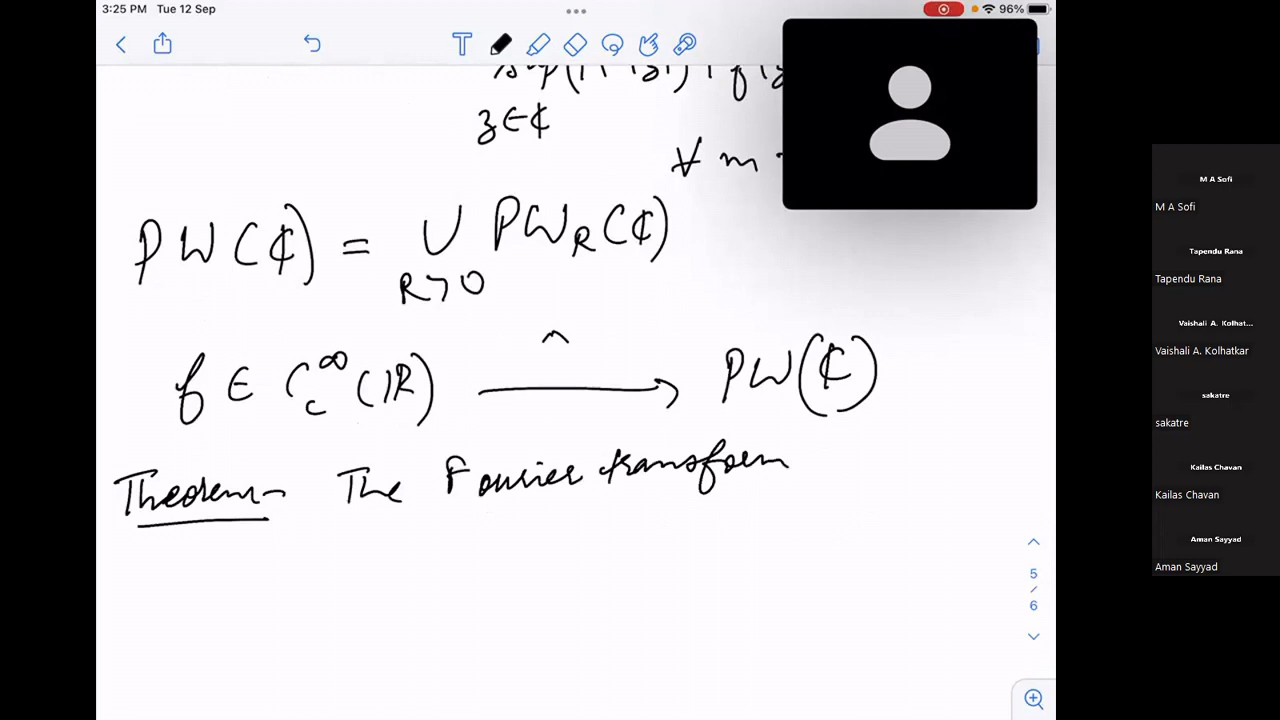 3:25 PM Tue 12 Sep
96%
z ∈ ℂ
∀ m
PW(ℂ) = ∪ PW_R(ℂ)
R>0
^
f ∈ C_c^∞(ℝ) ⟶ PW(ℂ)
Theorem- The Fourier transform
5
/
6
M A Sofi
M A Sofi
Tapendu Rana
Tapendu Rana
Vaishali A. Kolhat...
Vaishali A. Kolhatkar
sakatre
sakatre
Kailas Chavan
Kailas Chavan
Aman Sayyad
Aman Sayyad